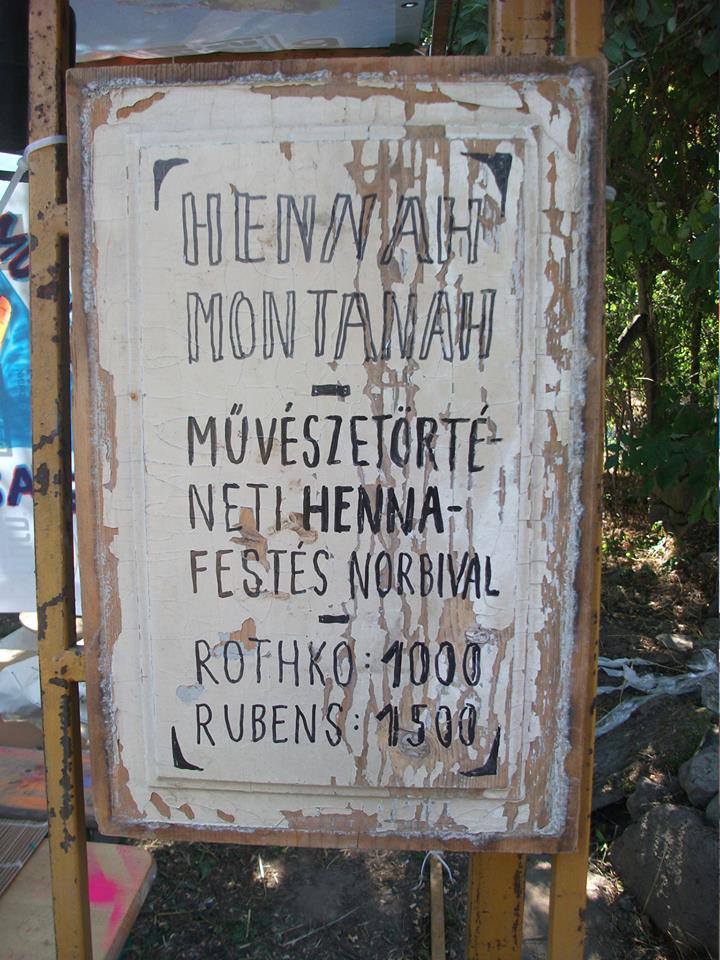 HENNAH
MONTANAH
MŰVÉSZETÖRTÉ-
NETI HENNA-
FESTÉS NORBIVAL
ROTHKO: 1000
RUBENS: 1500